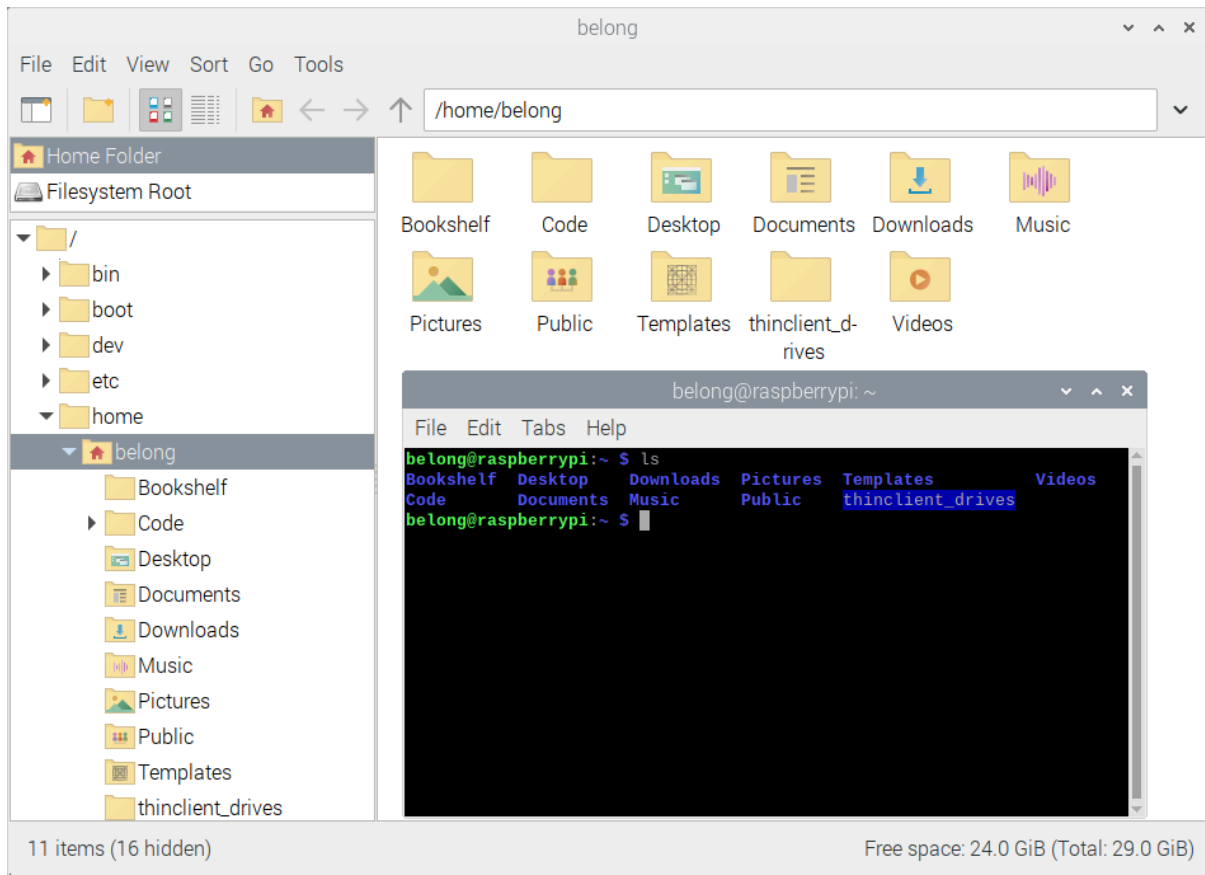 belong
File Edit View Sort Go Tools
/home/belong
Home Folder
Filesystem Root
/
bin
boot
dev
etc
home
belong
Bookshelf
Code
Desktop
Documents
Downloads
Music
Pictures
Public
Templates
thinclient_drives
Bookshelf Code Desktop Documents Downloads Music
Pictures Public Templates thinclient_d- Videos
rives
belong@raspberrypi: ~
File Edit Tabs Help
belong@raspberrypi:~ $ ls
Bookshelf Desktop Downloads Pictures Templates Videos
Code Documents Music Public thinclient_drives
belong@raspberrypi:~ $
11 items (16 hidden)
Free space: 24.0 GiB (Total: 29.0 GiB)